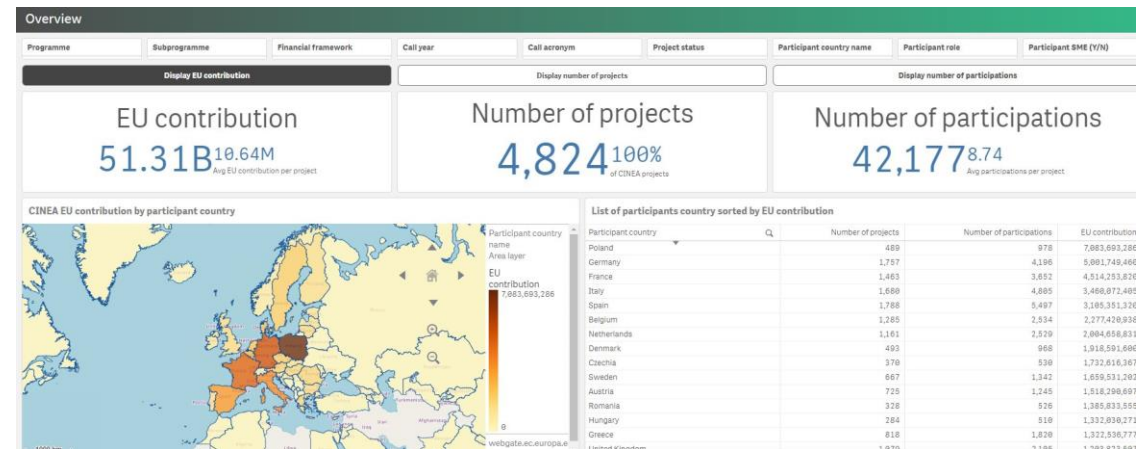 Overview
Programme Subprogramme Financial framework Call year Call acronym Project status Participant country name Participant role Participant SME (Y/N)
Display EU contribution Display number of projects Display number of participations
EU contribution
51.31B 10.64M
Avg EU contribution per project
Number of projects
4,824 100%
of CINEA projects
Number of participations
42,177 8.74
Avg participations per project
CINEA EU contribution by participant country
Participant country
name
Area layer
EU
contribution
7,083,693,286
0
webgate.ec.europa.e
List of participants country sorted by EU contribution
Participant country Number of projects Number of participations EU contribution
Poland 489 978 7,083,693,286
Germany 1,757 4,196 5,001,749,460
France 1,463 3,652 4,514,253,820
Italy 1,680 4,805 3,460,072,405
Spain 1,788 5,497 3,105,351,320
Belgium 1,285 2,534 2,277,420,938
Netherlands 1,161 2,529 2,004,656,831
Denmark 493 968 1,918,591,600
Czechia 370 530 1,732,616,367
Sweden 667 1,342 1,659,531,203
Austria 725 1,245 1,518,290,697
Romania 328 526 1,385,833,555
Hungary 284 510 1,332,030,271
Greece 818 1,820 1,322,536,777
United Kingdom